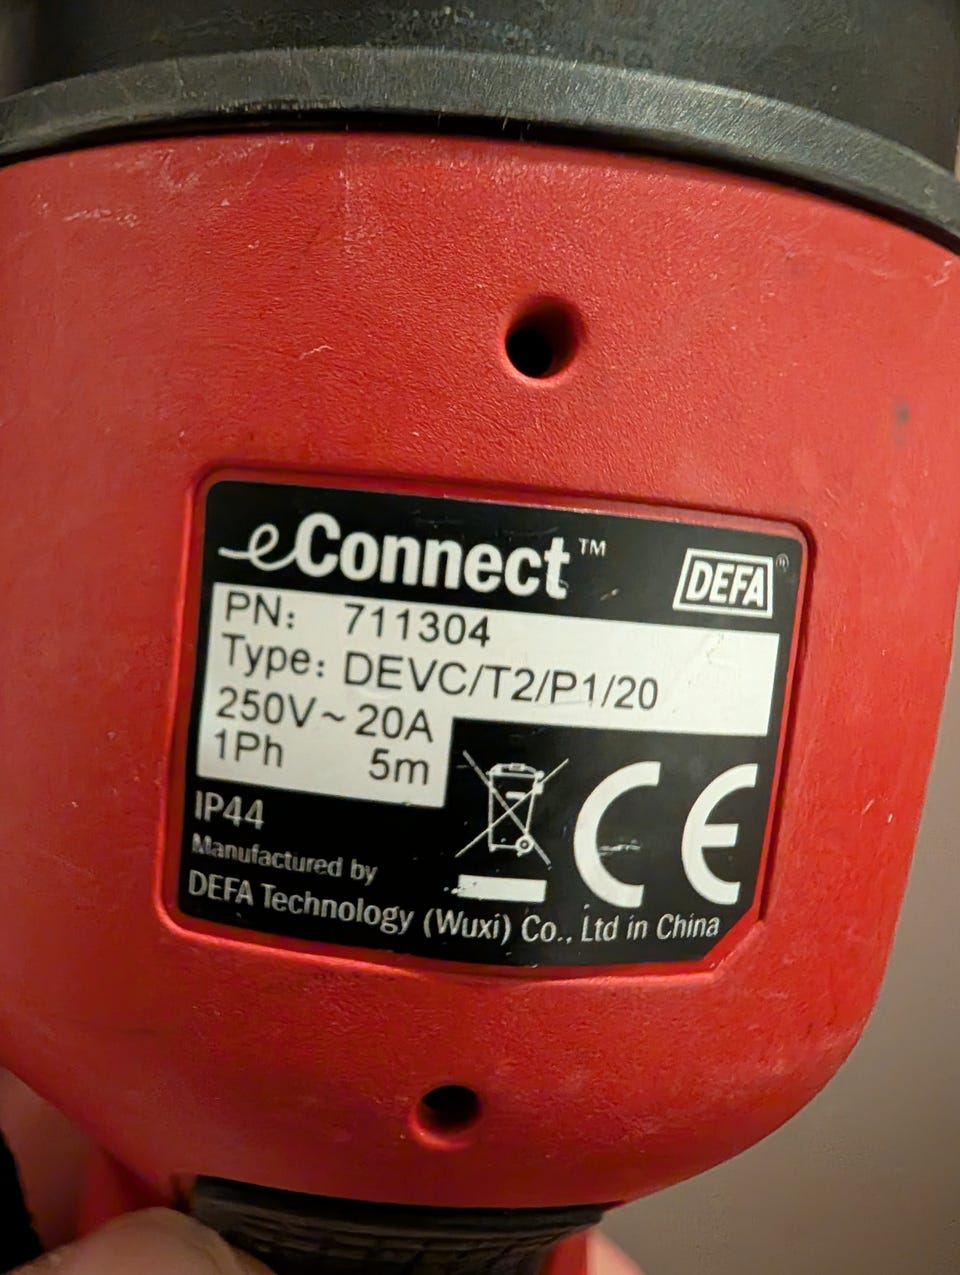 eConnect™ DEFA®
PN: 711304
Type: DEVC/T2/P1/20
250V~ 20A
1Ph 5m
IP44
CE
Manufactured by
DEFA Technology (Wuxi) Co., Ltd in China